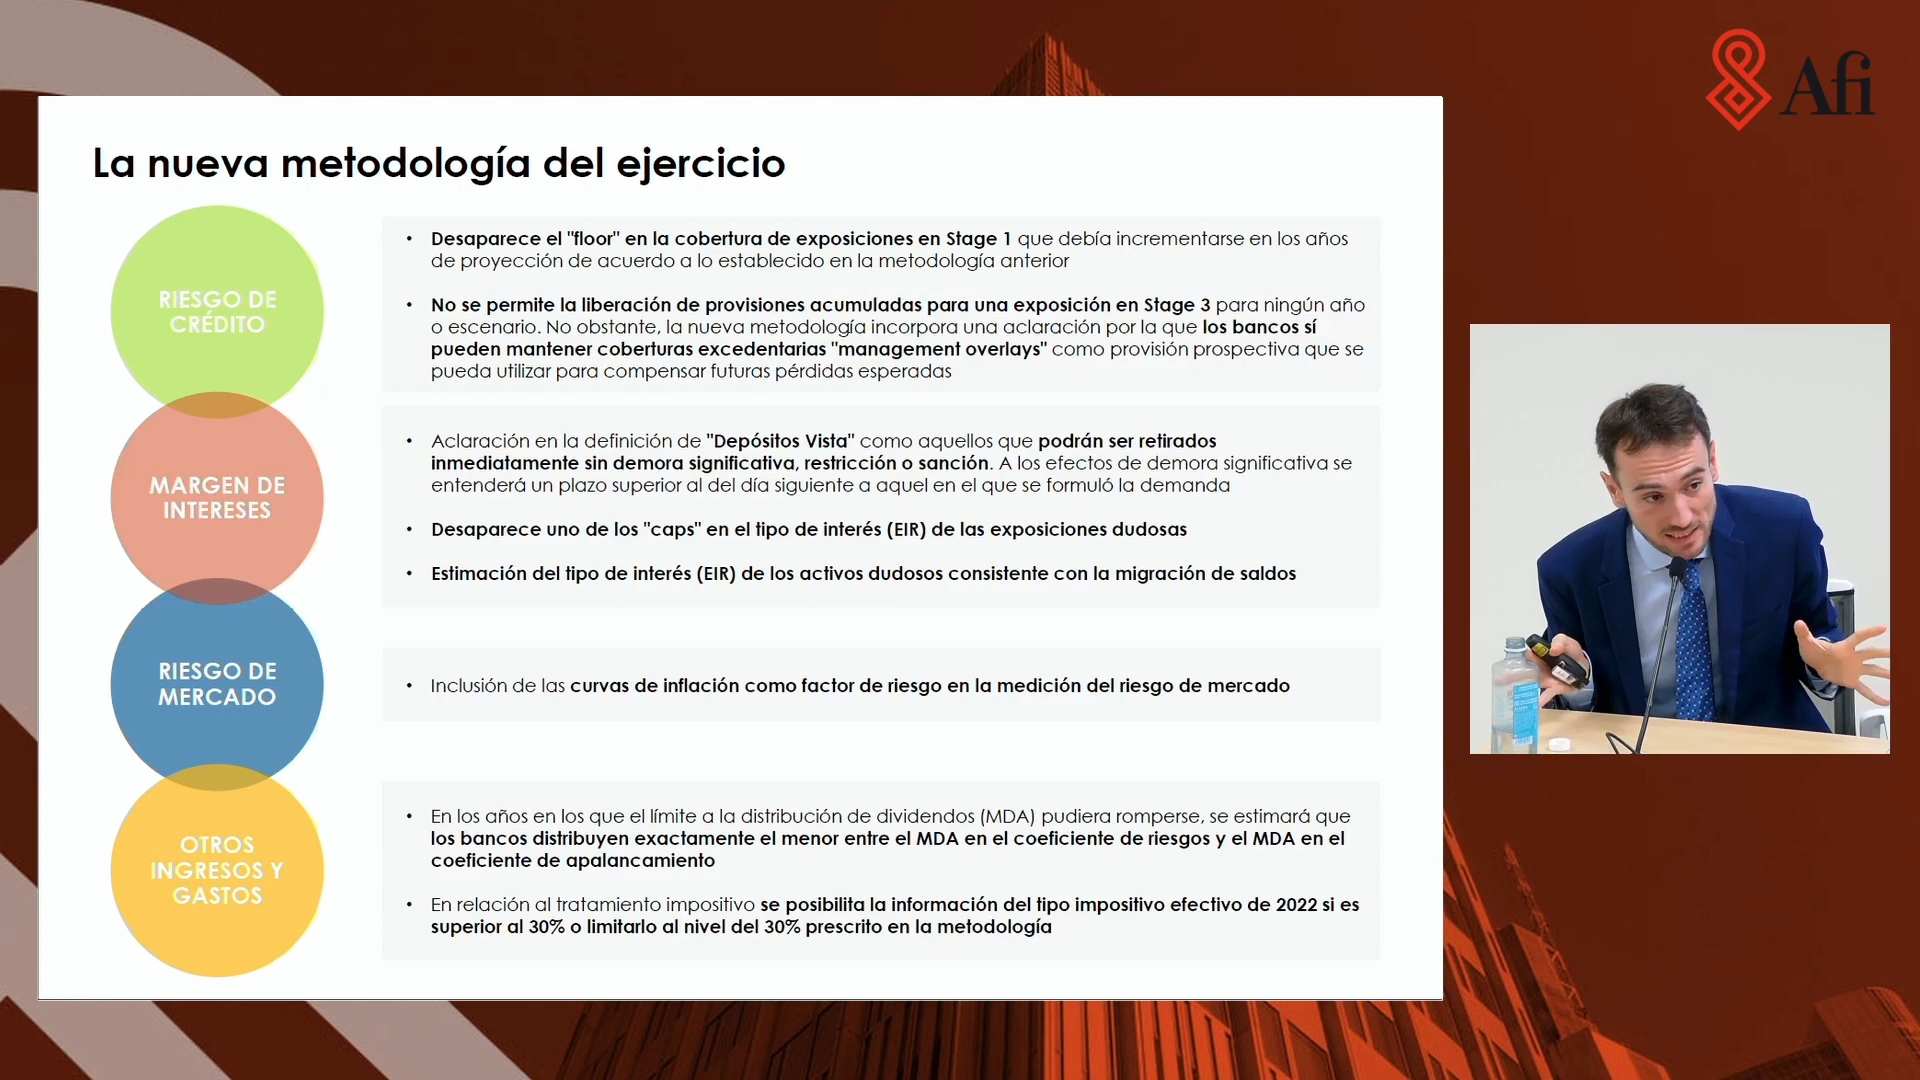 Afi
La nueva metodología del ejercicio
RIESGO DE
CRÉDITO
• Desaparece el "floor" en la cobertura de exposiciones en Stage 1 que debía incrementarse en los años
de proyección de acuerdo a lo establecido en la metodología anterior
• No se permite la liberación de provisiones acumuladas para una exposición en Stage 3 para ningún año
o escenario. No obstante, la nueva metodología incorpora una aclaración por la que los bancos sí
pueden mantener coberturas excedentarias "management overlays" como provisión prospectiva que se
pueda utilizar para compensar futuras pérdidas esperadas
MARGEN DE
INTERESES
• Aclaración en la definición de "Depósitos Vista" como aquellos que podrán ser retirados
inmediatamente sin demora significativa, restricción o sanción. A los efectos de demora significativa se
entenderá un plazo superior al del día siguiente a aquel en el que se formuló la demanda
• Desaparece uno de los "caps" en el tipo de interés (EIR) de las exposiciones dudosas
• Estimación del tipo de interés (EIR) de los activos dudosos consistente con la migración de saldos
RIESGO DE
MERCADO
• Inclusión de las curvas de inflación como factor de riesgo en la medición del riesgo de mercado
OTROS
INGRESOS Y
GASTOS
• En los años en los que el límite a la distribución de dividendos (MDA) pudiera romperse, se estimará que
los bancos distribuyen exactamente el menor entre el MDA en el coeficiente de riesgos y el MDA en el
coeficiente de apalancamiento
• En relación al tratamiento impositivo se posibilita la información del tipo impositivo efectivo de 2022 si es
superior al 30% o limitarlo al nivel del 30% prescrito en la metodología